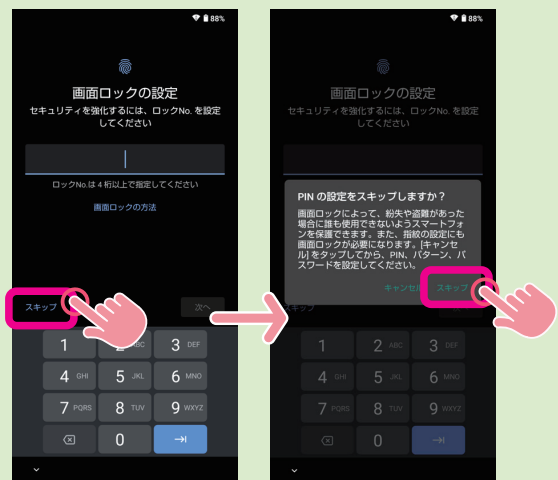 88%
画面ロックの設定
セキュリティを強化するには、ロックNo. を設定
してください
ロックNo.は 4 桁以上で指定してください
画面ロックの方法
スキップ
次へ
1
2 ABC
3 DEF
4 GHI
5 JKL
6 MNO
7 PQRS
8 TUV
9 WXYZ
0
88%
画面ロックの設定
セキュリティを強化するには、ロックNo. を設定
してください
PIN の設定をスキップしますか？
画面ロックによって、紛失や盗難があった
場合に誰も使用できないようスマートフォ
ンを保護できます。また、指紋の設定にも
画面ロックが必要になります。[キャンセ
ル] をタップしてから、PIN、パターン、パ
スワードを設定してください。
キャンセル
スキップ
スキップ
1
2 ABC
3 DEF
4 GHI
5 JKL
6 MNO
7 PQRS
8 TUV
9 WXYZ
0